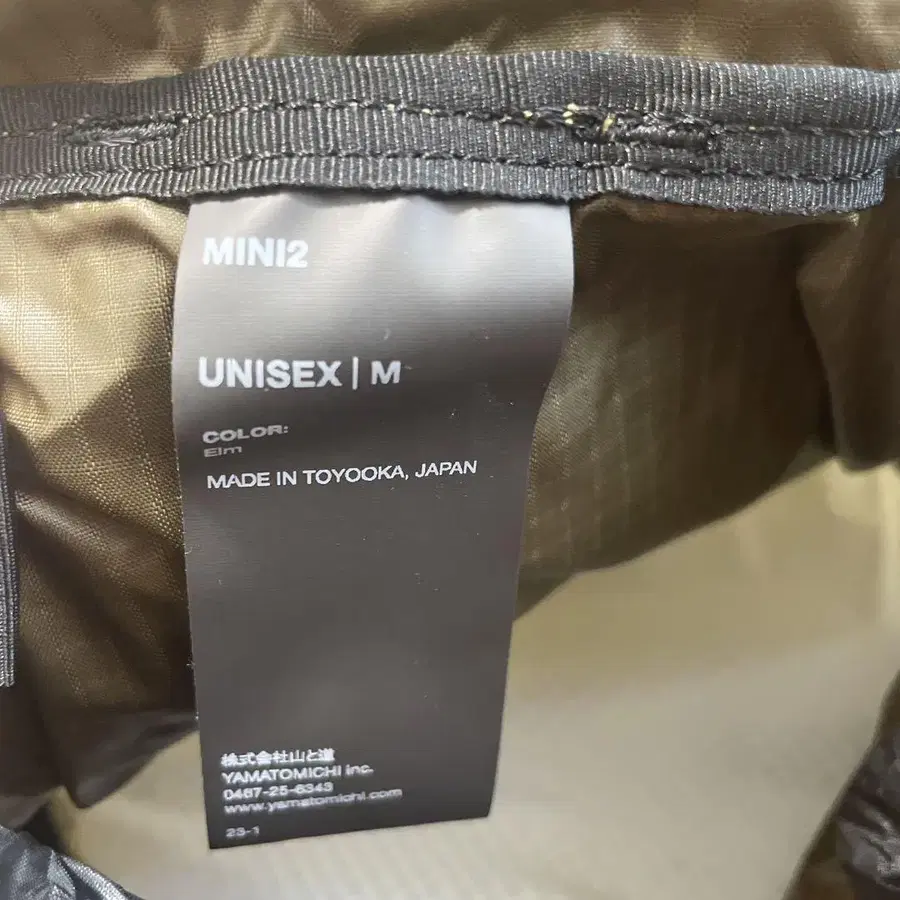 MINI2
UNISEX | M
COLOR:
Elm
MADE IN TOYOOKA, JAPAN
株式会社山と道
YAMATOMICHI inc.
0467-25-6343
www.yamatomichi.com
23-1